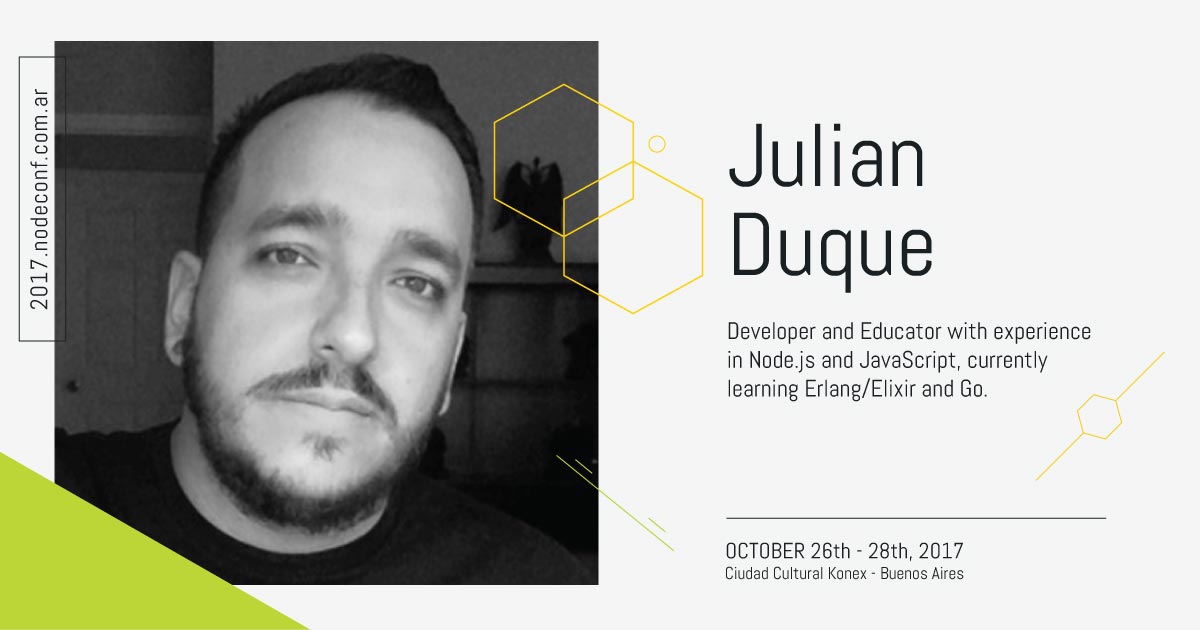 2017.nodeconf.com.ar
Julian
Duque
Developer and Educator with experience
in Node.js and JavaScript, currently
learning Erlang/Elixir and Go.
OCTOBER 26th - 28th, 2017
Ciudad Cultural Konex - Buenos Aires